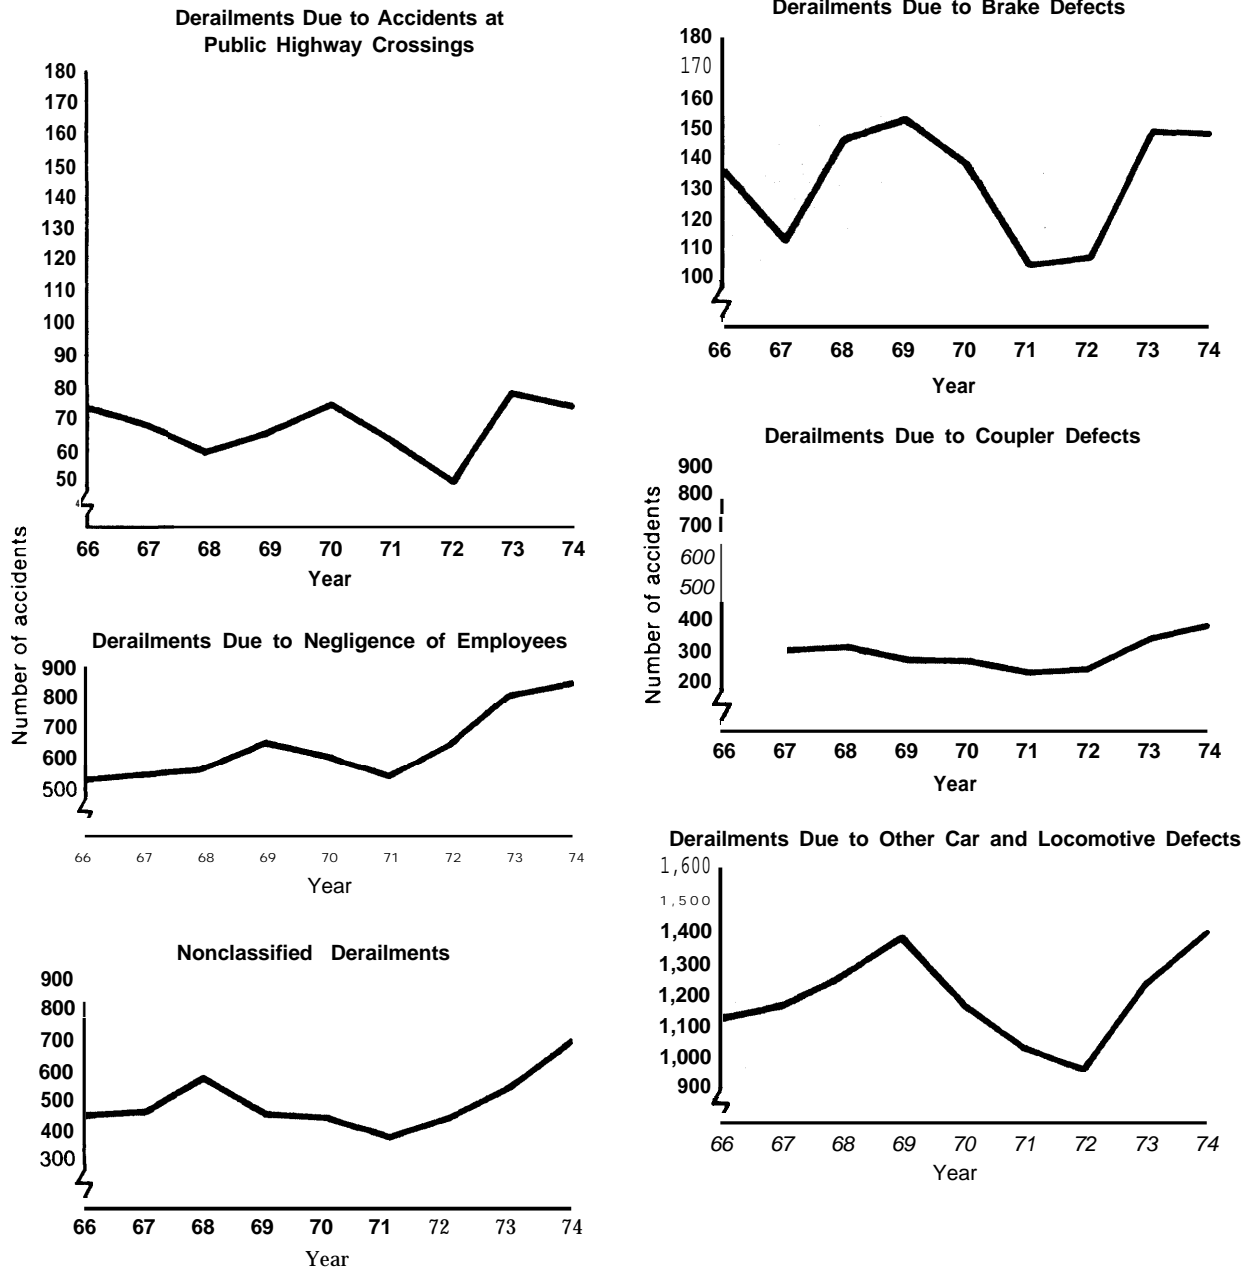 Derailments Due to Accidents at
Public Highway Crossings
180
170
160
150
140
130
120
110
100
90
80
70
60
50
66 67 68 69 70 71 72 73 74
Year
Number of accidents
Derailments Due to Negligence of Employees
900
800
700
600
500
66 67 68 69 70 71 72 73 74
Year
Nonclassified Derailments
900
800
700
600
500
400
300
66 67 68 69 70 71 72 73 74
Year
Derailments Due to Brake Defects
180
170
160
150
140
130
120
110
100
66 67 68 69 70 71 72 73 74
Year
Derailments Due to Coupler Defects
Number of accidents
900
800
700
600
500
400
300
200
66 67 68 69 70 71 72 73 74
Year
Derailments Due to Other Car and Locomotive Defects
1,600
1,500
1,400
1,300
1,200
1,100
1,000
900
66 67 68 69 70 71 72 73 74
Year